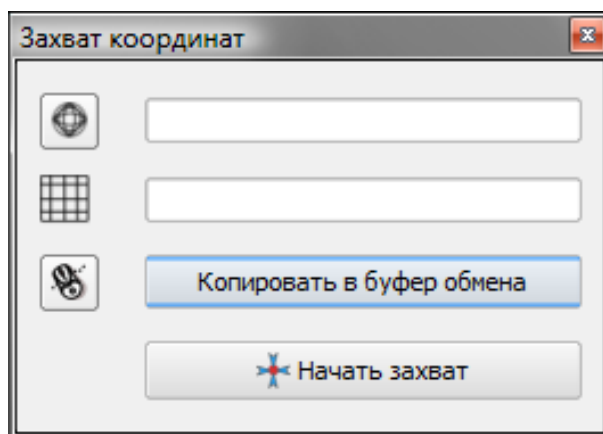 Захват координат
Копировать в буфер обмена
Начать захват